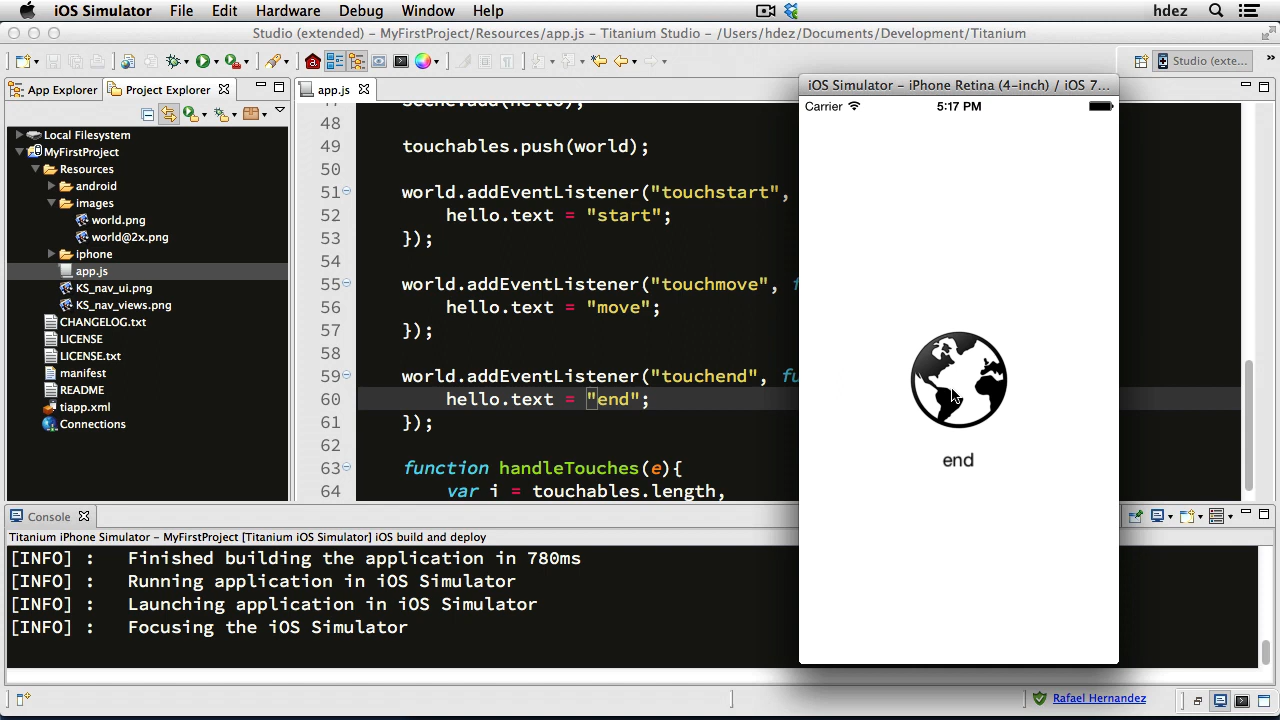 iOS Simulator File Edit Hardware Debug Window Help hdez
Studio (extended) - MyFirstProject/Resources/app.js - Titanium Studio - /Users/hdez/Documents/Development/Titanium
Studio (exte...
App Explorer Project Explorer
app.js
iOS Simulator - iPhone Retina (4-inch) / iOS 7...
Carrier 5:17 PM
Local Filesystem
MyFirstProject
Resources
android
images
world.png
world@2x.png
iphone
app.js
KS_nav_ui.png
KS_nav_views.png
CHANGELOG.txt
LICENSE
LICENSE.txt
manifest
README
tiapp.xml
Connections
47 scene.add(hello);
48
49 touchables.push(world);
50
51 world.addEventListener("touchstart",
52 hello.text = "start";
53 });
54
55 world.addEventListener("touchmove", f
56 hello.text = "move";
57 });
58
59 world.addEventListener("touchend", fu
60 hello.text = "end";
61 });
62
63 function handleTouches(e){
64 var i = touchables.length,
end
Console
Titanium iPhone Simulator - MyFirstProject [Titanium iOS Simulator] iOS build and deploy
[INFO] : Finished building the application in 780ms
[INFO] : Running application in iOS Simulator
[INFO] : Launching application in iOS Simulator
[INFO] : Focusing the iOS Simulator
Rafael Hernandez